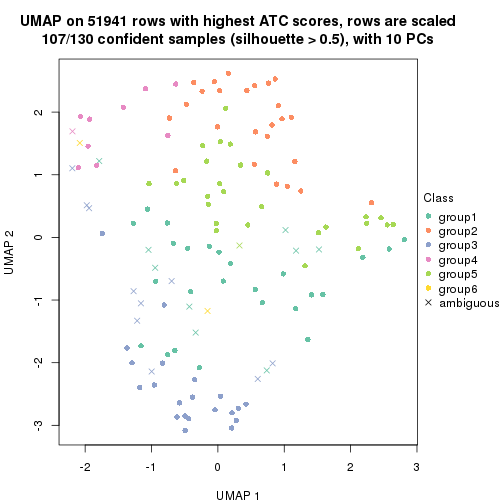 UMAP on 51941 rows with highest ATC scores, rows are scaled
107/130 confident samples (silhouette > 0.5), with 10 PCs
UMAP 2
2
1
0
-1
-2
-3
-2
-1
0
1
2
3
UMAP 1
Class
group1
group2
group3
group4
group5
group6
ambiguous